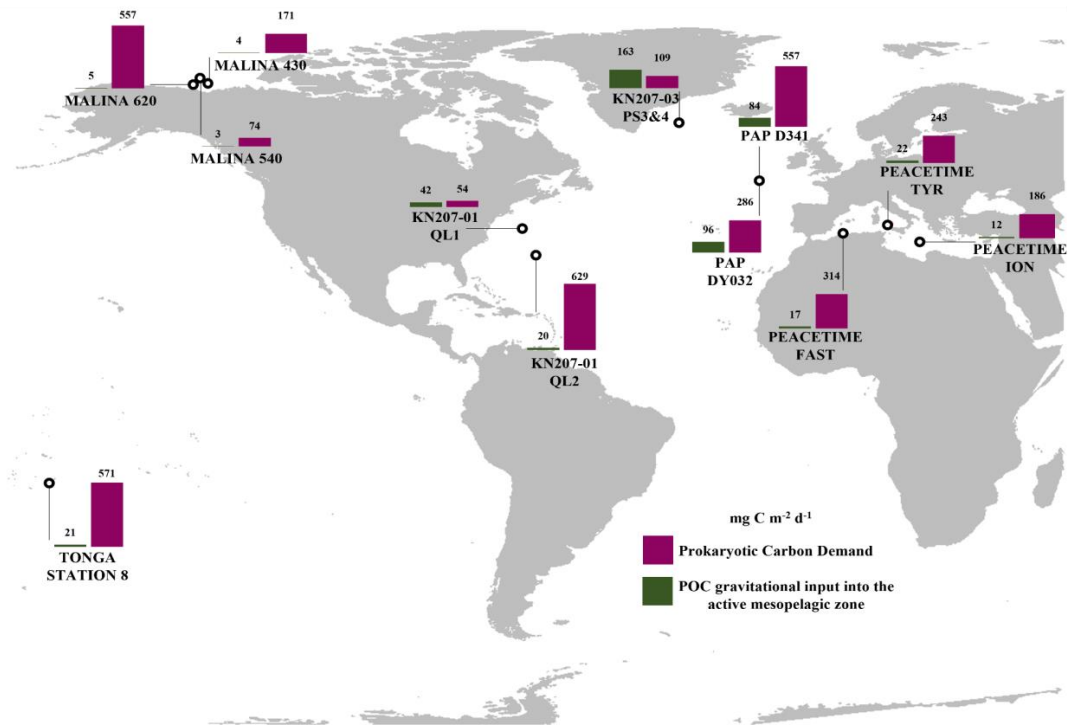 557
5
MALINA 620
171
4
MALINA 430
3
74
MALINA 540
163
109
KN207-03
PS3&4
557
84
PAP D341
243
22
PEACETIME
TYR
42
54
KN207-01
QL1
286
96
PAP
DY032
186
12
PEACETIME
ION
314
17
PEACETIME
FAST
629
20
KN207-01
QL2
571
21
TONGA
STATION 8
mg C m⁻² d⁻¹
Prokaryotic Carbon Demand
POC gravitational input into the
active mesopelagic zone